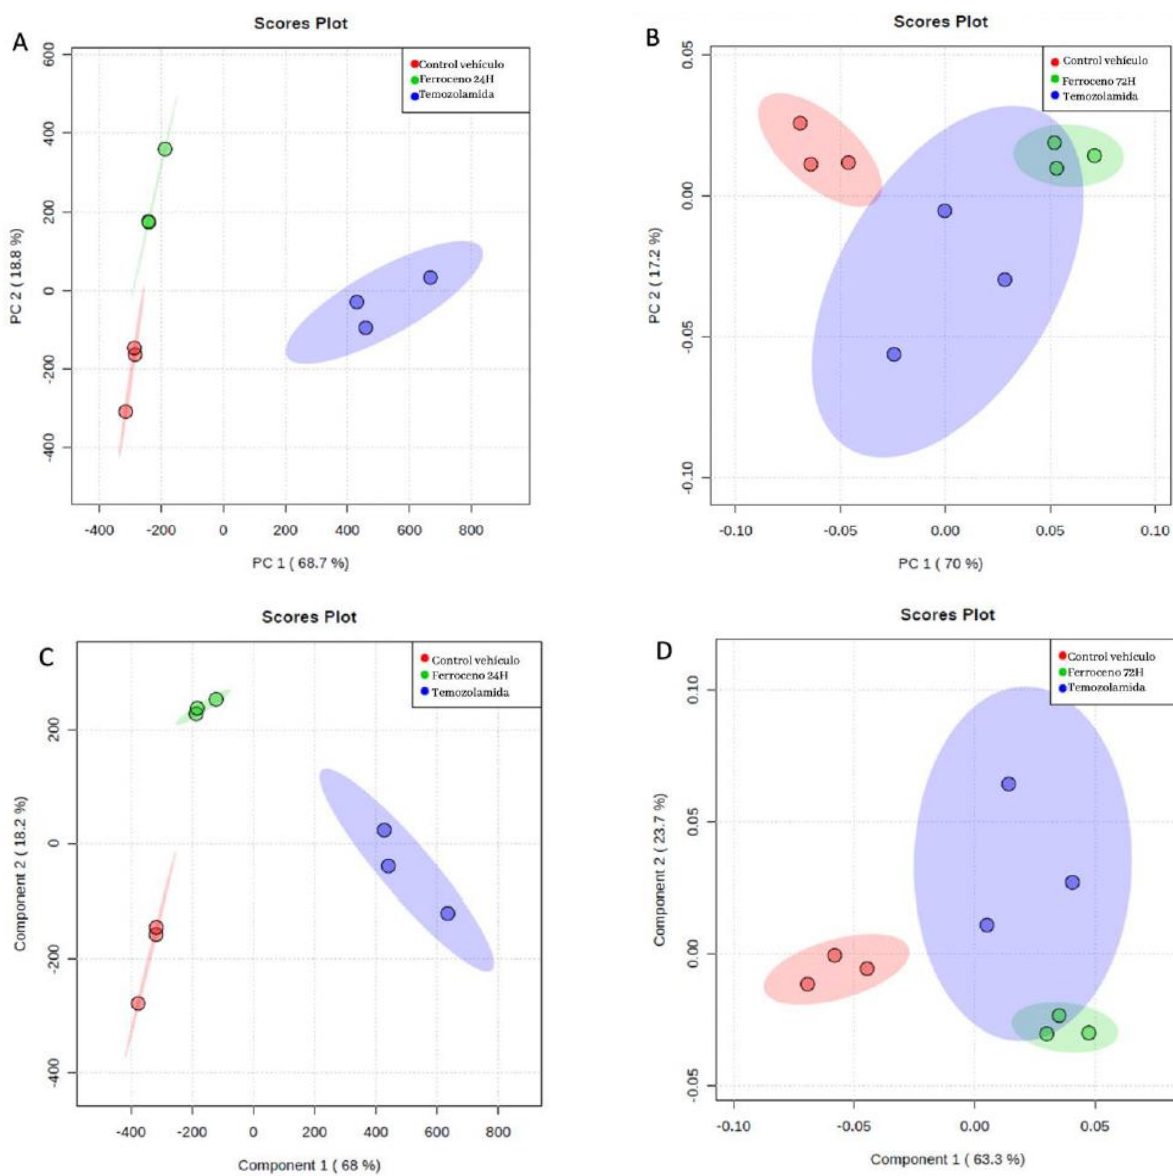 A
Scores Plot
Control vehículo
Ferroceno 24H
Temozolamida
600
400
200
0
-200
-400
PC 2 ( 18.8 %)
-400 -200 0 200 400 600 800
PC 1 ( 68.7 %)
B
Scores Plot
Control vehículo
Ferroceno 72H
Temozolamida
0.05
0.00
-0.05
-0.10
PC 2 ( 17.2 %)
-0.10 -0.05 0.00 0.05 0.10
PC 1 ( 70 %)
C
Scores Plot
Control vehículo
Ferroceno 24H
Temozolamida
200
0
-200
-400
Component 2 ( 18.2 %)
-400 -200 0 200 400 600 800
Component 1 ( 68 %)
D
Scores Plot
Control vehículo
Ferroceno 72H
Temozolamida
0.10
0.05
0.00
-0.05
Component 2 ( 23.7 %)
-0.10 -0.05 0.00 0.05
Component 1 ( 63.3 %)